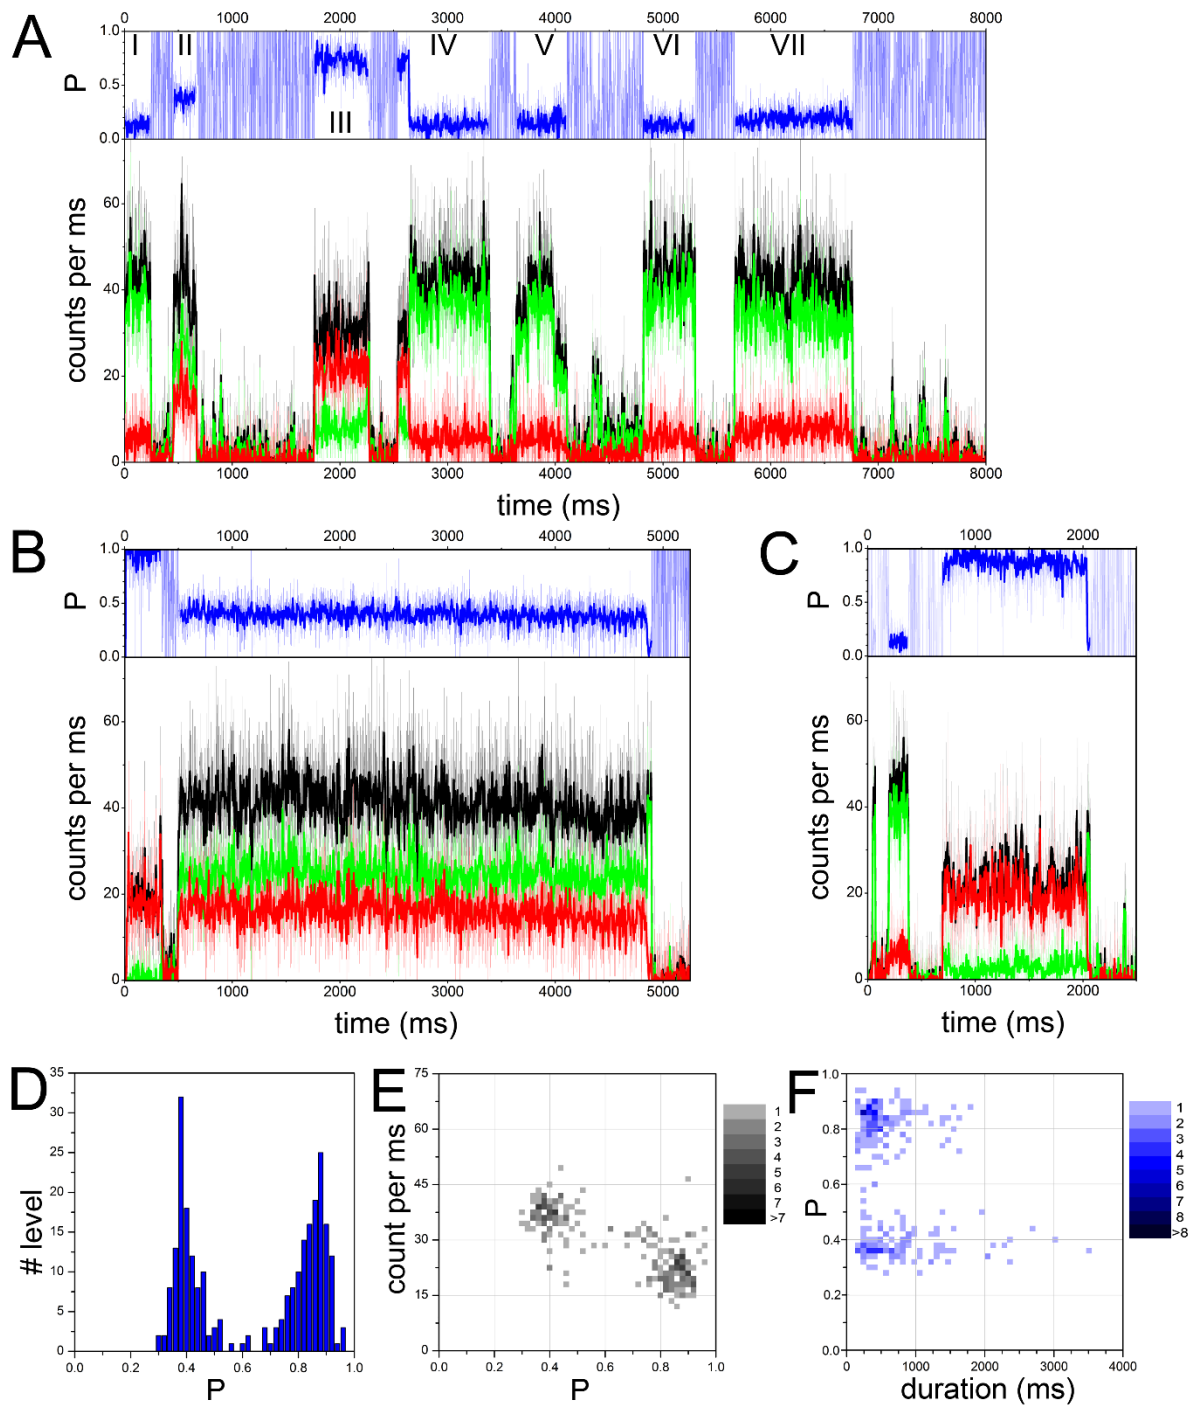 A
0 1000 2000 3000 4000 5000 6000 7000 8000
1.0
0.5
0.0
P
I II III IV V VI VII
60
40
20
0
counts per ms
0 1000 2000 3000 4000 5000 6000 7000 8000
time (ms)
B
0 1000 2000 3000 4000 5000
1.0
0.5
0.0
P
60
40
20
0
counts per ms
0 1000 2000 3000 4000 5000
time (ms)
C
0 1000 2000
1.0
0.5
0.0
P
60
40
20
0
counts per ms
0 1000 2000
time (ms)
D
35
30
25
20
15
10
5
0
# level
0.0 0.2 0.4 0.6 0.8 1.0
P
E
75
60
45
30
15
0
count per ms
0.0 0.2 0.4 0.6 0.8 1.0
P
1
2
3
4
5
6
7
>7
F
1.0
0.8
0.6
0.4
0.2
0.0
P
0 1000 2000 3000 4000
duration (ms)
1
2
3
4
5
6
7
8
>8